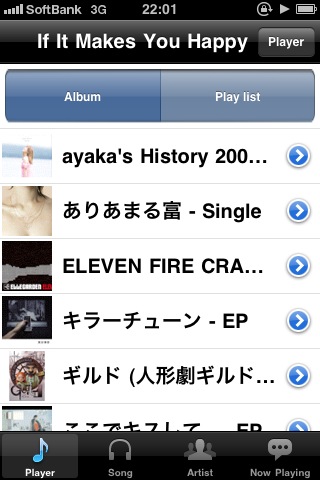 SoftBank 3G 22:01
If It Makes You Happy Player
Album Play list
ayaka's History 200...
ありあまる富 - Single
ELEVEN FIRE CRA...
ELLEGARDEN
キラーチューン - EP
ギルド (人形劇ギルド...
ここでキスして。 - EP
Player Song Artist Now Playing